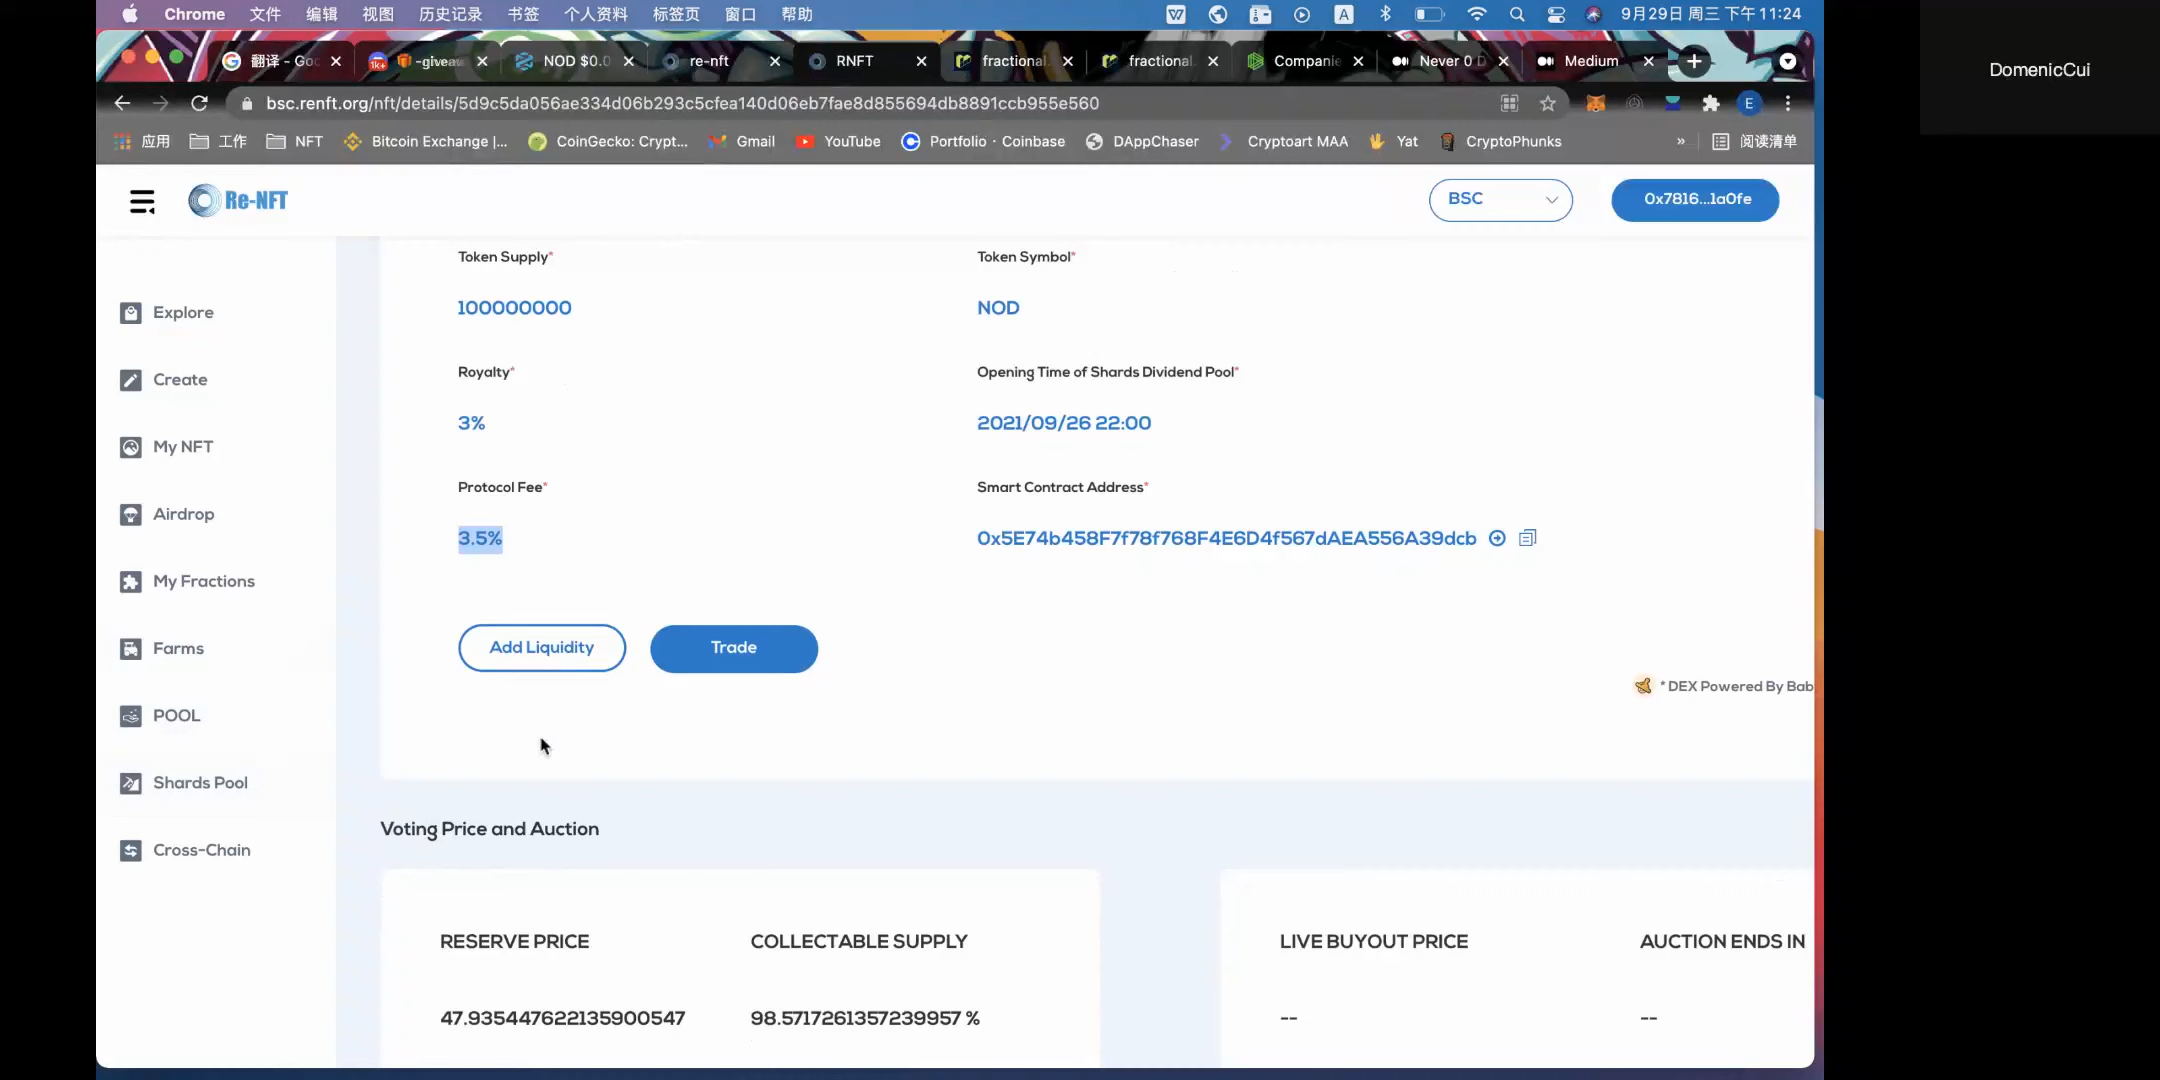 Chrome 文件 编辑 视图 历史记录 书签 个人资料 标签页 窗口 帮助 9月29日 周三 下午11:24
翻译 - Goo -giveaw NOD $0.0 re-nft RNFT fractional. fractional. Companie Never 0 D Medium
bsc.renft.org/nft/details/5d9c5da056ae334d06b293c5cfea140d06eb7fae8d855694db8891ccb955e560
应用 工作 NFT Bitcoin Exchange |... CoinGecko: Crypt... Gmail YouTube Portfolio · Coinbase DAppChaser Cryptoart MAA Yat CryptoPhunks » 阅读清单
DomenicCui
Re-NFT BSC 0x7816...1a0fe
Explore
Create
My NFT
Airdrop
My Fractions
Farms
POOL
Shards Pool
Cross-Chain
Token Supply* Token Symbol*
100000000 NOD
Royalty* Opening Time of Shards Dividend Pool*
3% 2021/09/26 22:00
Protocol Fee* Smart Contract Address*
3.5% 0x5E74b458F7f78f768F4E6D4f567dAEA556A39dcb
Add Liquidity Trade
* DEX Powered By Bab
Voting Price and Auction
RESERVE PRICE COLLECTABLE SUPPLY LIVE BUYOUT PRICE AUCTION ENDS IN
47.935447622135900547 98.5717261357239957 % -- --